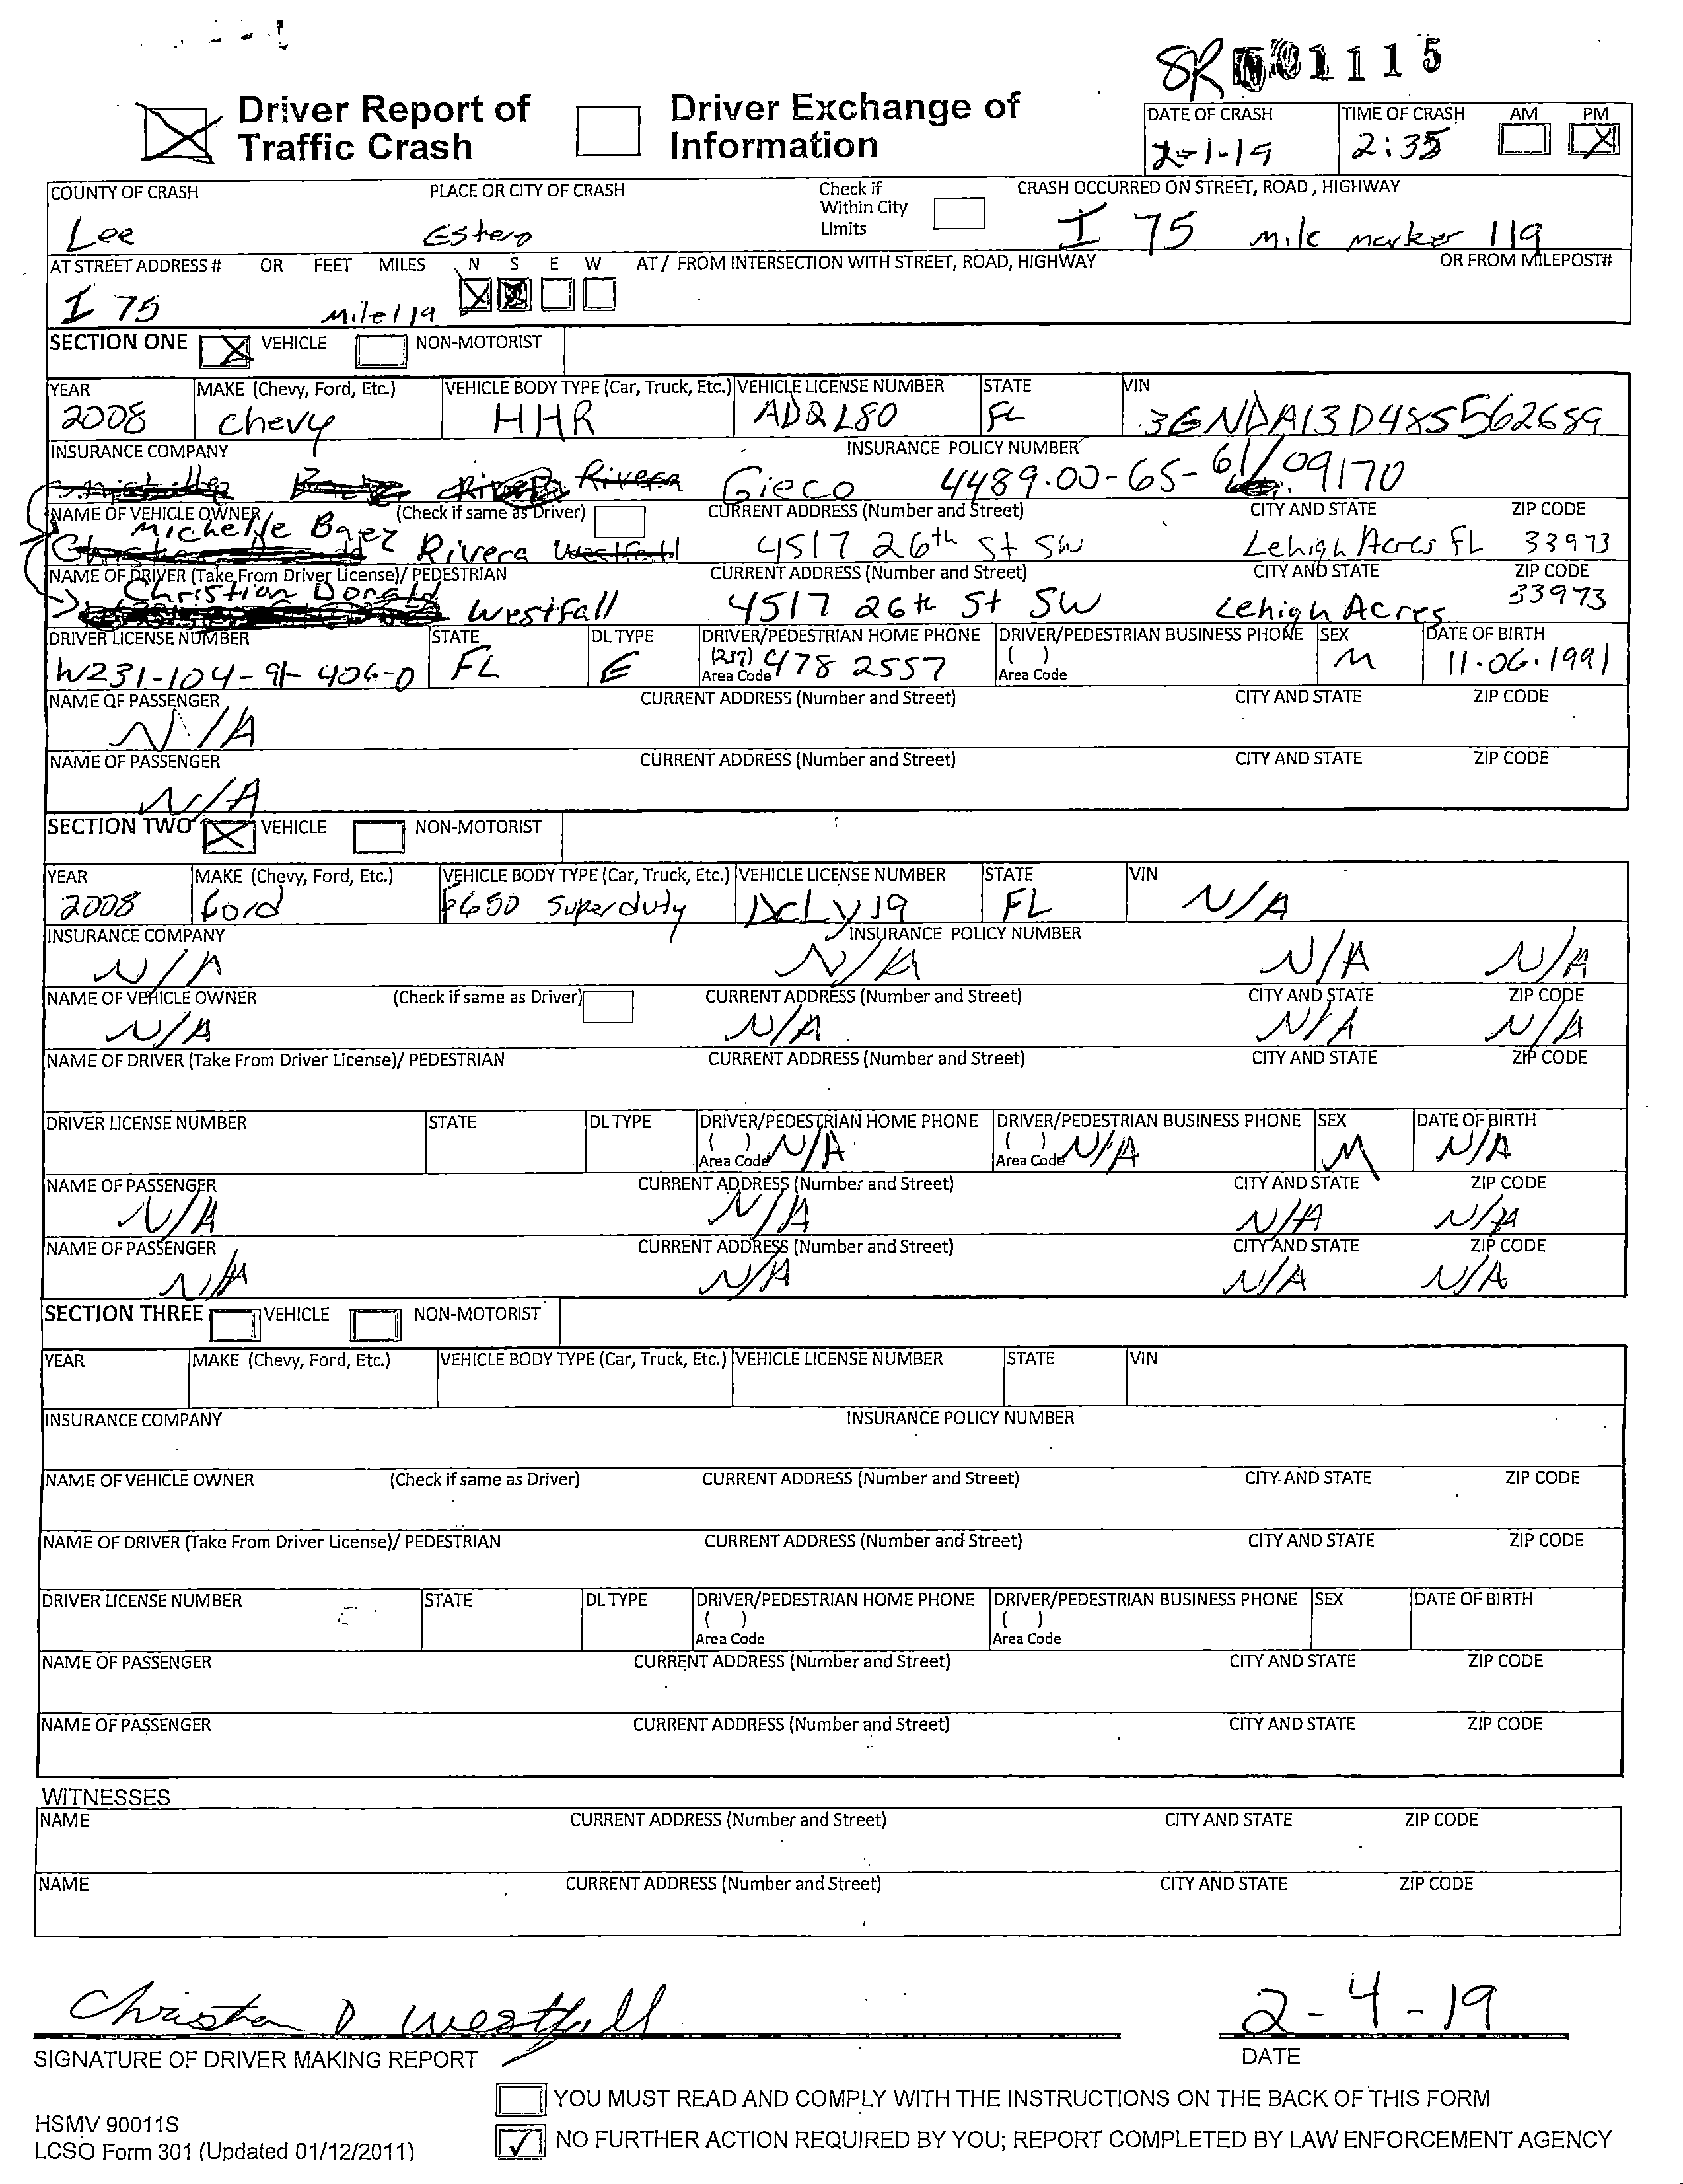 SR 001115
Driver Report of Traffic Crash
Driver Exchange of Information
DATE OF CRASH TIME OF CRASH AM PM
2-1-19 2:35
COUNTY OF CRASH PLACE OR CITY OF CRASH Check if Within City Limits CRASH OCCURRED ON STREET, ROAD , HIGHWAY
Lee Estero I 75 Mile marker 119
AT STREET ADDRESS # OR FEET MILES N S E W AT / FROM INTERSECTION WITH STREET, ROAD, HIGHWAY OR FROM MILEPOST#
I 75 Mile 119
SECTION ONE VEHICLE NON-MOTORIST
YEAR MAKE (Chevy, Ford, Etc.) VEHICLE BODY TYPE (Car, Truck, Etc.) VEHICLE LICENSE NUMBER STATE VIN
2008 Chevy HHR ADQL80 FL 3GNDA13D48S562689
INSURANCE COMPANY INSURANCE POLICY NUMBER
Rivera Gieco 4489-00-65-61/09170
NAME OF VEHICLE OWNER (Check if same as Driver) CURRENT ADDRESS (Number and Street) CITY AND STATE ZIP CODE
Michelle Baez Rivera Westfall 4517 26th St SW Lehigh Acres FL 33973
NAME OF DRIVER (Take From Driver License)/ PEDESTRIAN CURRENT ADDRESS (Number and Street) CITY AND STATE ZIP CODE
Christian Donald Westfall 4517 26th St SW Lehigh Acres 33973
DRIVER LICENSE NUMBER STATE DL TYPE DRIVER/PEDESTRIAN HOME PHONE DRIVER/PEDESTRIAN BUSINESS PHONE SEX DATE OF BIRTH
W231-104-91-406-0 FL E (257) 478 2557 ( ) M 11.06.1991
Area Code Area Code
NAME OF PASSENGER CURRENT ADDRESS (Number and Street) CITY AND STATE ZIP CODE
N/A
NAME OF PASSENGER CURRENT ADDRESS (Number and Street) CITY AND STATE ZIP CODE
N/A
SECTION TWO VEHICLE NON-MOTORIST
YEAR MAKE (Chevy, Ford, Etc.) VEHICLE BODY TYPE (Car, Truck, Etc.) VEHICLE LICENSE NUMBER STATE VIN
2008 Ford F650 Superduty DCLY19 FL N/A
INSURANCE COMPANY INSURANCE POLICY NUMBER
N/A N/A N/A N/A
NAME OF VEHICLE OWNER (Check if same as Driver) CURRENT ADDRESS (Number and Street) CITY AND STATE ZIP CODE
N/A N/A N/A N/A
NAME OF DRIVER (Take From Driver License)/ PEDESTRIAN CURRENT ADDRESS (Number and Street) CITY AND STATE ZIP CODE
DRIVER LICENSE NUMBER STATE DL TYPE DRIVER/PEDESTRIAN HOME PHONE DRIVER/PEDESTRIAN BUSINESS PHONE SEX DATE OF BIRTH
( ) N/A ( ) N/A M N/A
Area Code Area Code
NAME OF PASSENGER CURRENT ADDRESS (Number and Street) CITY AND STATE ZIP CODE
N/A N/A N/A N/A
NAME OF PASSENGER CURRENT ADDRESS (Number and Street) CITY AND STATE ZIP CODE
N/A N/A N/A N/A
SECTION THREE VEHICLE NON-MOTORIST
YEAR MAKE (Chevy, Ford, Etc.) VEHICLE BODY TYPE (Car, Truck, Etc.) VEHICLE LICENSE NUMBER STATE VIN
INSURANCE COMPANY INSURANCE POLICY NUMBER
NAME OF VEHICLE OWNER (Check if same as Driver) CURRENT ADDRESS (Number and Street) CITY AND STATE ZIP CODE
NAME OF DRIVER (Take From Driver License)/ PEDESTRIAN CURRENT ADDRESS (Number and Street) CITY AND STATE ZIP CODE
DRIVER LICENSE NUMBER STATE DL TYPE DRIVER/PEDESTRIAN HOME PHONE DRIVER/PEDESTRIAN BUSINESS PHONE SEX DATE OF BIRTH
( ) ( )
Area Code Area Code
NAME OF PASSENGER CURRENT ADDRESS (Number and Street) CITY AND STATE ZIP CODE
NAME OF PASSENGER CURRENT ADDRESS (Number and Street) CITY AND STATE ZIP CODE
WITNESSES
NAME CURRENT ADDRESS (Number and Street) CITY AND STATE ZIP CODE
NAME CURRENT ADDRESS (Number and Street) CITY AND STATE ZIP CODE
Christian D Westfall 2-4-19
SIGNATURE OF DRIVER MAKING REPORT DATE
YOU MUST READ AND COMPLY WITH THE INSTRUCTIONS ON THE BACK OF THIS FORM
HSMV 90011S
NO FURTHER ACTION REQUIRED BY YOU; REPORT COMPLETED BY LAW ENFORCEMENT AGENCY
LCSO Form 301 (Updated 01/12/2011)